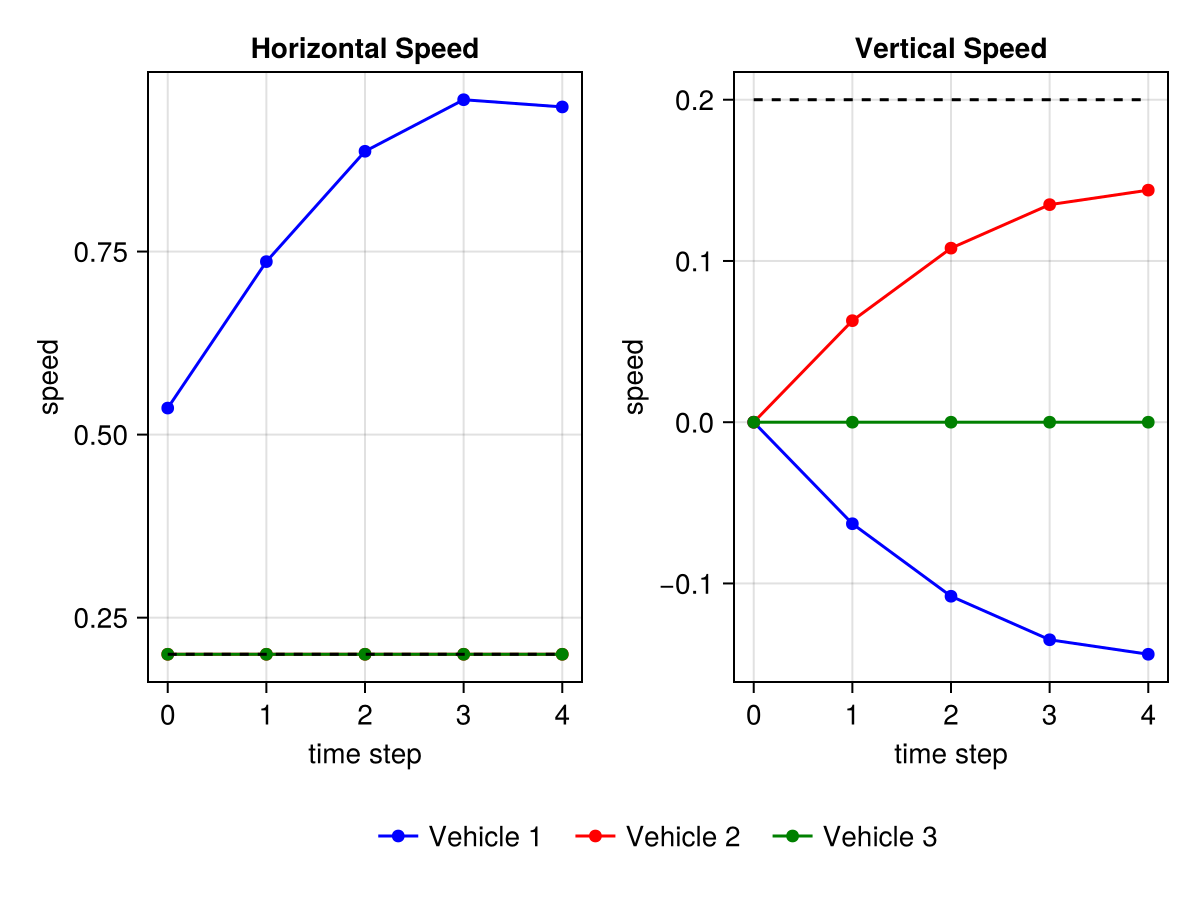 Horizontal Speed
Vertical Speed
speed
0.75
0.50
0.25
0 1 2 3 4
time step
speed
0.2
0.1
0.0
−0.1
0 1 2 3 4
time step
Vehicle 1 Vehicle 2 Vehicle 3